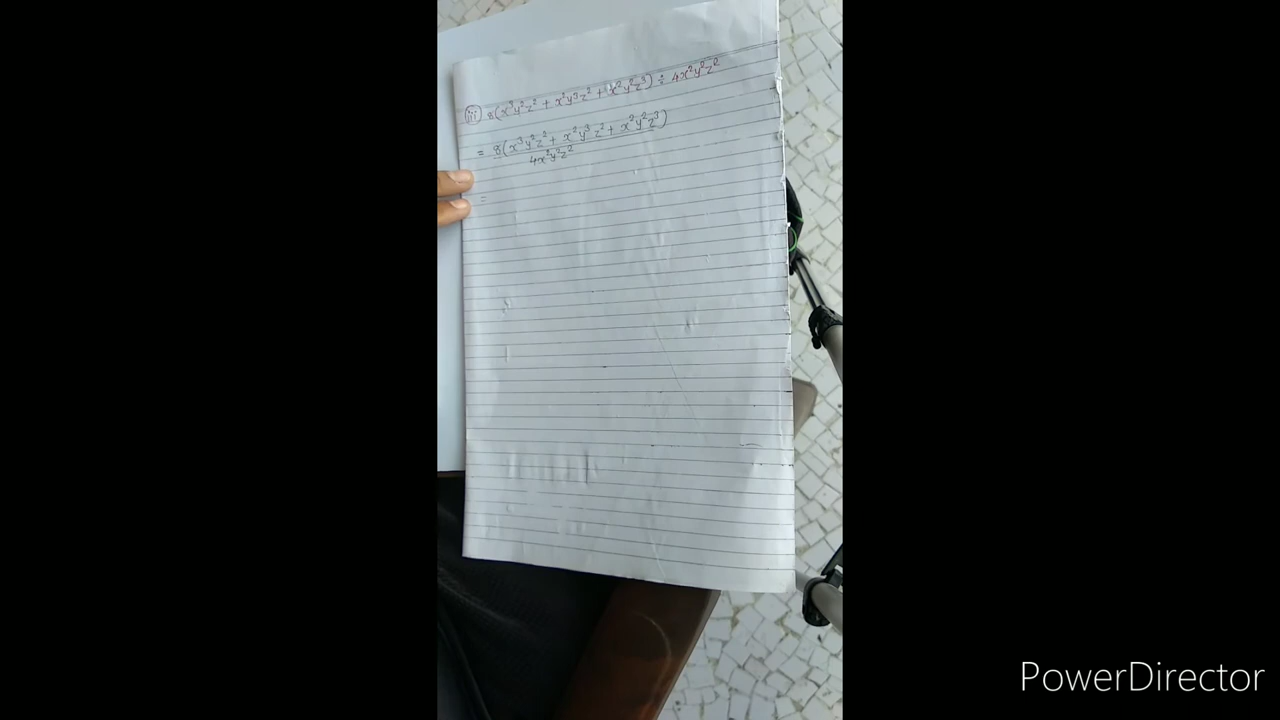 (iii) 8(x³y²z² + x²y³z² + x²y²z³) ÷ 4x²y²z²
= 8(x³y²z² + x²y³z² + x²y²z³)
4x²y²z²
=
PowerDirector